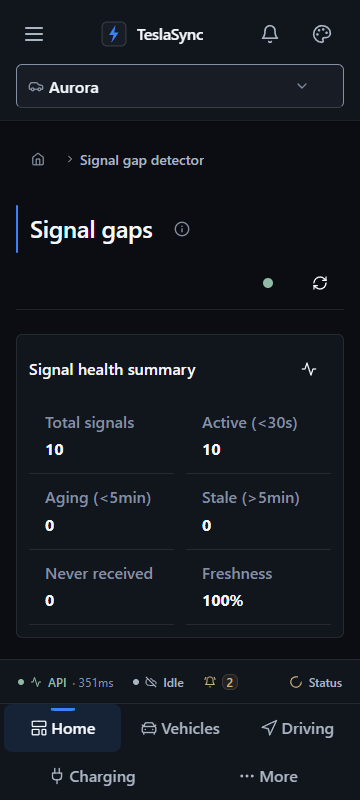 TeslaSync
Aurora
Signal gap detector
Signal gaps
Signal health summary
Total signals
10
Active (<30s)
10
Aging (<5min)
0
Stale (>5min)
0
Never received
0
Freshness
100%
API · 351ms Idle 2 Status
Home Vehicles Driving
Charging More